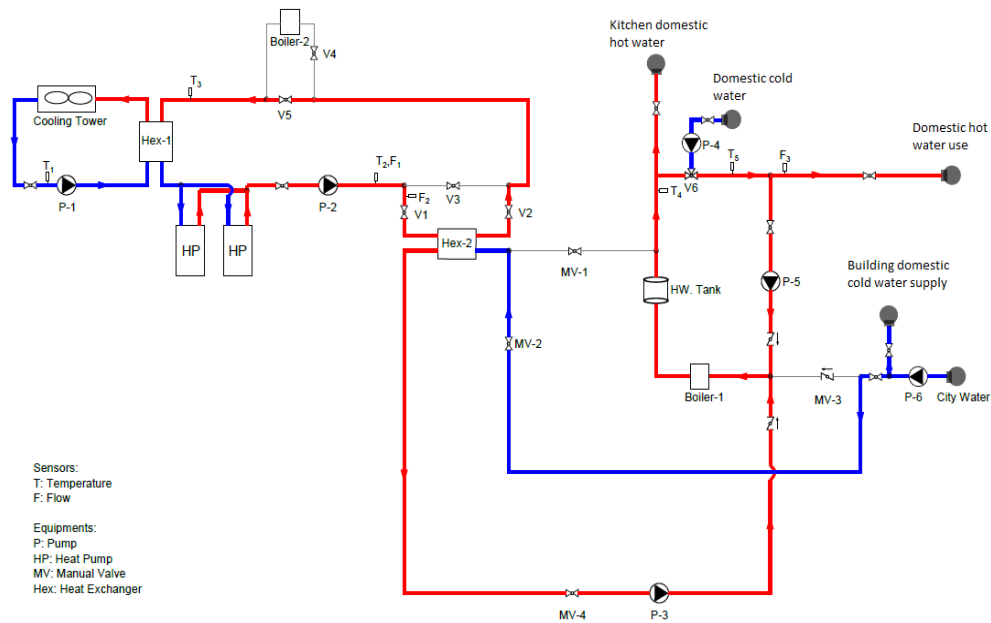 Kitchen domestic
hot water
Boiler-2
V4
Domestic cold
water
T3
V5
Cooling Tower
Hex-1
P-4
Domestic hot
water use
T1
P-1
T2,F1
P-2
V3
F2
V1
V2
T5
F3
V6
T4
HP
HP
Hex-2
MV-1
HW. Tank
P-5
Building domestic
cold water supply
MV-2
Boiler-1
MV-3
P-6
City Water
Sensors:
T: Temperature
F: Flow
Equipments:
P: Pump
HP: Heat Pump
MV: Manual Valve
Hex: Heat Exchanger
MV-4
P-3